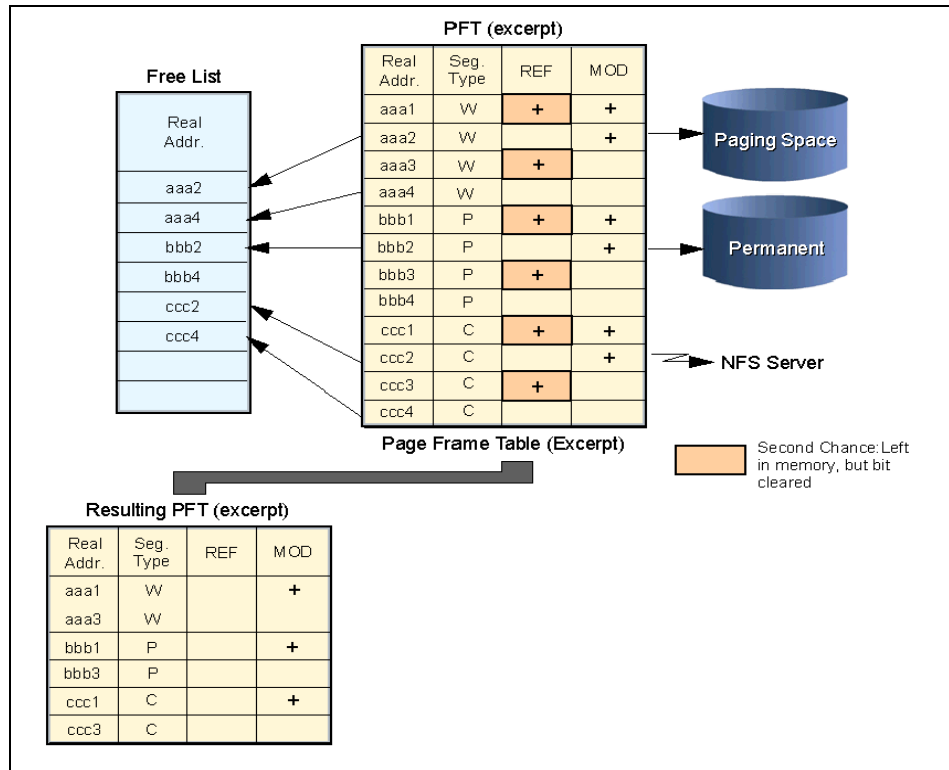 PFT (excerpt)
Real Addr. Seg. Type REF MOD
aaa1 W + +
aaa2 W +
aaa3 W +
aaa4 W
bbb1 P + +
bbb2 P +
bbb3 P +
bbb4 P
ccc1 C + +
ccc2 C +
ccc3 C +
ccc4 C
Page Frame Table (Excerpt)
Free List
Real
Addr.
aaa2
aaa4
bbb2
bbb4
ccc2
ccc4
Paging Space
Permanent
NFS Server
Second Chance:Left
in memory, but bit
cleared
Resulting PFT (excerpt)
Real Addr. Seg. Type REF MOD
aaa1 W +
aaa3 W
bbb1 P +
bbb3 P
ccc1 C +
ccc3 C